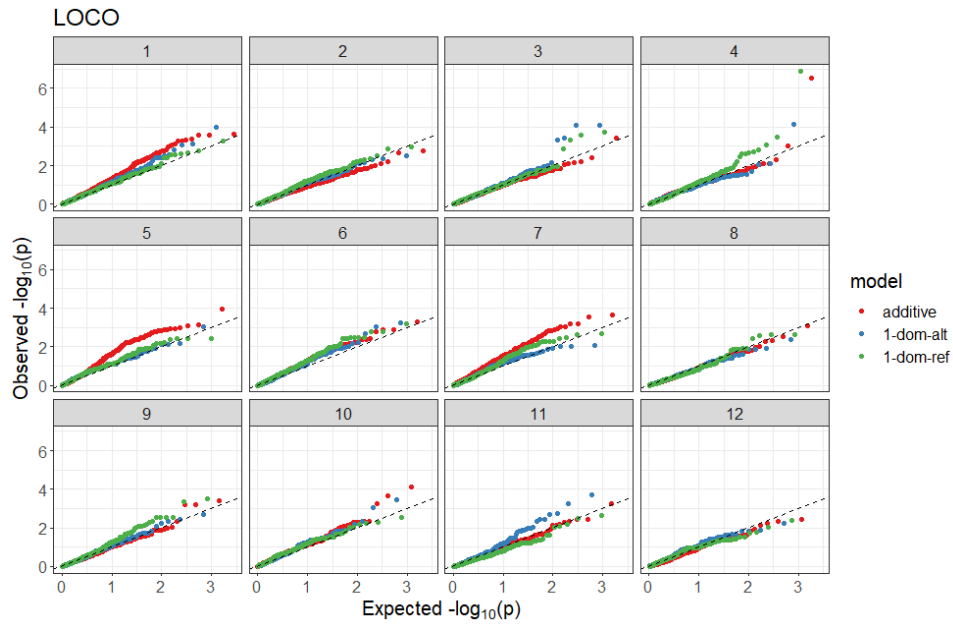 LOCO
1 2 3 4
6
4
2
0
5 6 7 8
6
4
2
0
9 10 11 12
6
4
2
0
0 1 2 3 0 1 2 3 0 1 2 3 0 1 2 3
Expected -log10(p)
Observed -log10(p)
model
additive
1-dom-alt
1-dom-ref